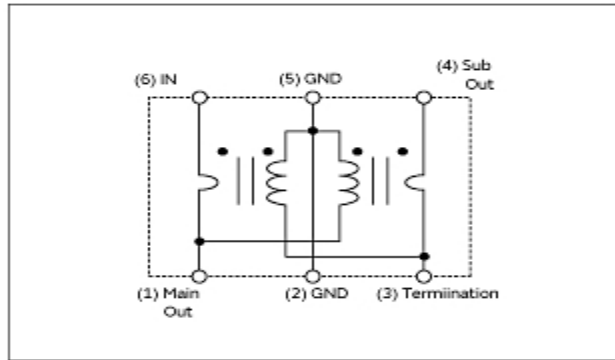 (6) IN
(5) GND
(4) Sub
Out
(1) Main
Out
(2) GND
(3) Termiination